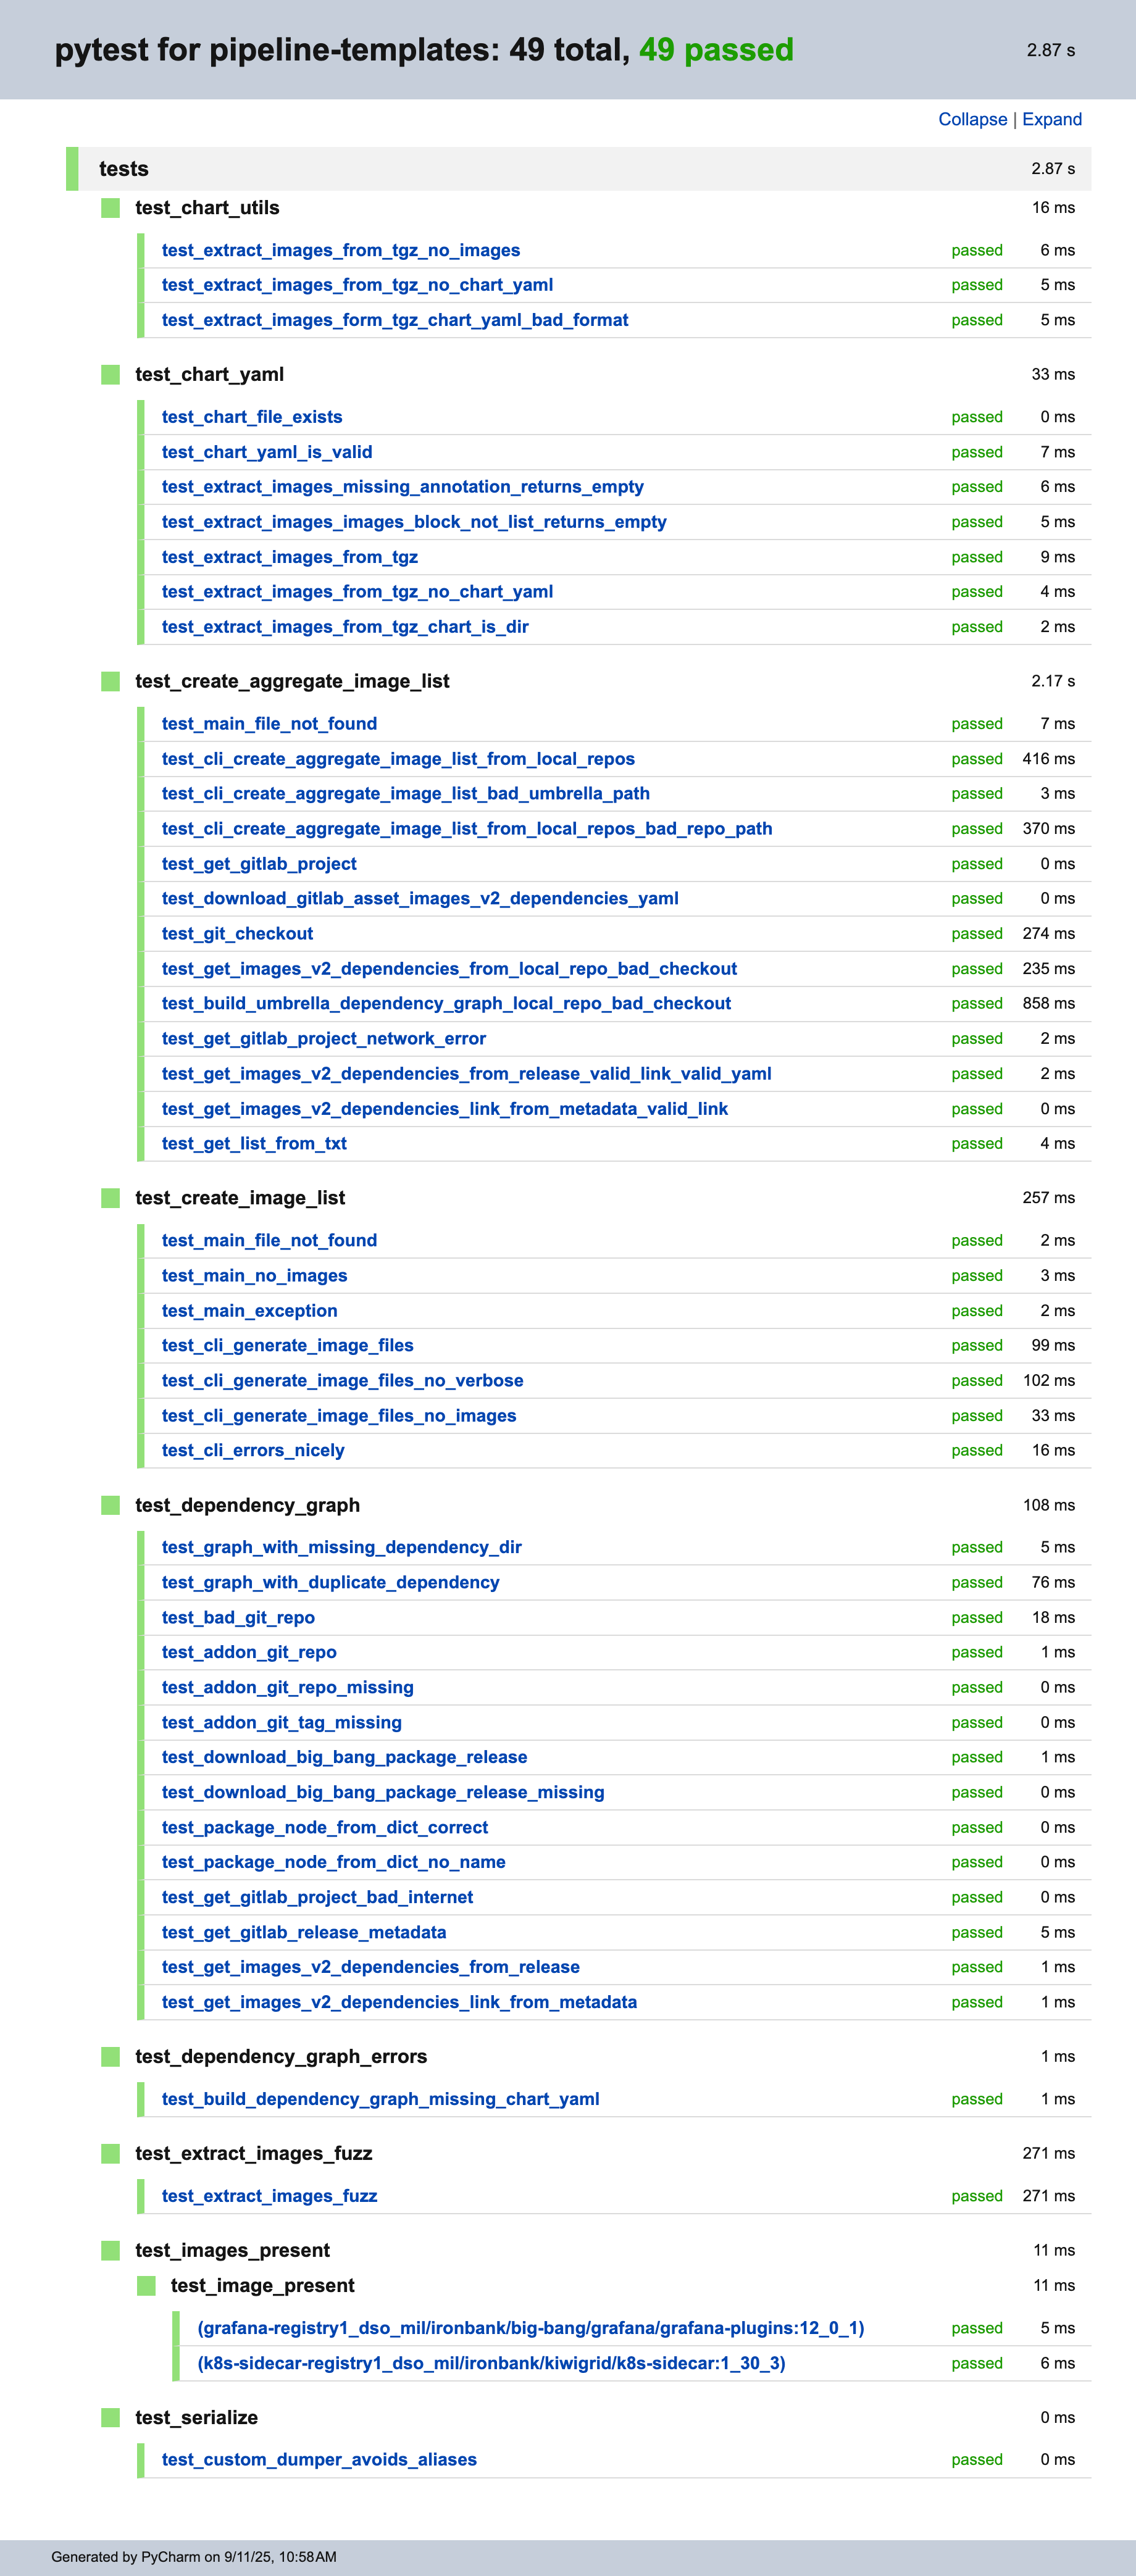 pytest for pipeline-templates: 49 total, 49 passed 2.87 s
Collapse | Expand
tests 2.87 s
test_chart_utils 16 ms
test_extract_images_from_tgz_no_images passed 6 ms
test_extract_images_from_tgz_no_chart_yaml passed 5 ms
test_extract_images_form_tgz_chart_yaml_bad_format passed 5 ms
test_chart_yaml 33 ms
test_chart_file_exists passed 0 ms
test_chart_yaml_is_valid passed 7 ms
test_extract_images_missing_annotation_returns_empty passed 6 ms
test_extract_images_images_block_not_list_returns_empty passed 5 ms
test_extract_images_from_tgz passed 9 ms
test_extract_images_from_tgz_no_chart_yaml passed 4 ms
test_extract_images_from_tgz_chart_is_dir passed 2 ms
test_create_aggregate_image_list 2.17 s
test_main_file_not_found passed 7 ms
test_cli_create_aggregate_image_list_from_local_repos passed 416 ms
test_cli_create_aggregate_image_list_bad_umbrella_path passed 3 ms
test_cli_create_aggregate_image_list_from_local_repos_bad_repo_path passed 370 ms
test_get_gitlab_project passed 0 ms
test_download_gitlab_asset_images_v2_dependencies_yaml passed 0 ms
test_git_checkout passed 274 ms
test_get_images_v2_dependencies_from_local_repo_bad_checkout passed 235 ms
test_build_umbrella_dependency_graph_local_repo_bad_checkout passed 858 ms
test_get_gitlab_project_network_error passed 2 ms
test_get_images_v2_dependencies_from_release_valid_link_valid_yaml passed 2 ms
test_get_images_v2_dependencies_link_from_metadata_valid_link passed 0 ms
test_get_list_from_txt passed 4 ms
test_create_image_list 257 ms
test_main_file_not_found passed 2 ms
test_main_no_images passed 3 ms
test_main_exception passed 2 ms
test_cli_generate_image_files passed 99 ms
test_cli_generate_image_files_no_verbose passed 102 ms
test_cli_generate_image_files_no_images passed 33 ms
test_cli_errors_nicely passed 16 ms
test_dependency_graph 108 ms
test_graph_with_missing_dependency_dir passed 5 ms
test_graph_with_duplicate_dependency passed 76 ms
test_bad_git_repo passed 18 ms
test_addon_git_repo passed 1 ms
test_addon_git_repo_missing passed 0 ms
test_addon_git_tag_missing passed 0 ms
test_download_big_bang_package_release passed 1 ms
test_download_big_bang_package_release_missing passed 0 ms
test_package_node_from_dict_correct passed 0 ms
test_package_node_from_dict_no_name passed 0 ms
test_get_gitlab_project_bad_internet passed 0 ms
test_get_gitlab_release_metadata passed 5 ms
test_get_images_v2_dependencies_from_release passed 1 ms
test_get_images_v2_dependencies_link_from_metadata passed 1 ms
test_dependency_graph_errors 1 ms
test_build_dependency_graph_missing_chart_yaml passed 1 ms
test_extract_images_fuzz 271 ms
test_extract_images_fuzz passed 271 ms
test_images_present 11 ms
test_image_present 11 ms
(grafana-registry1_dso_mil/ironbank/big-bang/grafana/grafana-plugins:12_0_1) passed 5 ms
(k8s-sidecar-registry1_dso_mil/ironbank/kiwigrid/k8s-sidecar:1_30_3) passed 6 ms
test_serialize 0 ms
test_custom_dumper_avoids_aliases passed 0 ms
Generated by PyCharm on 9/11/25, 10:58 AM